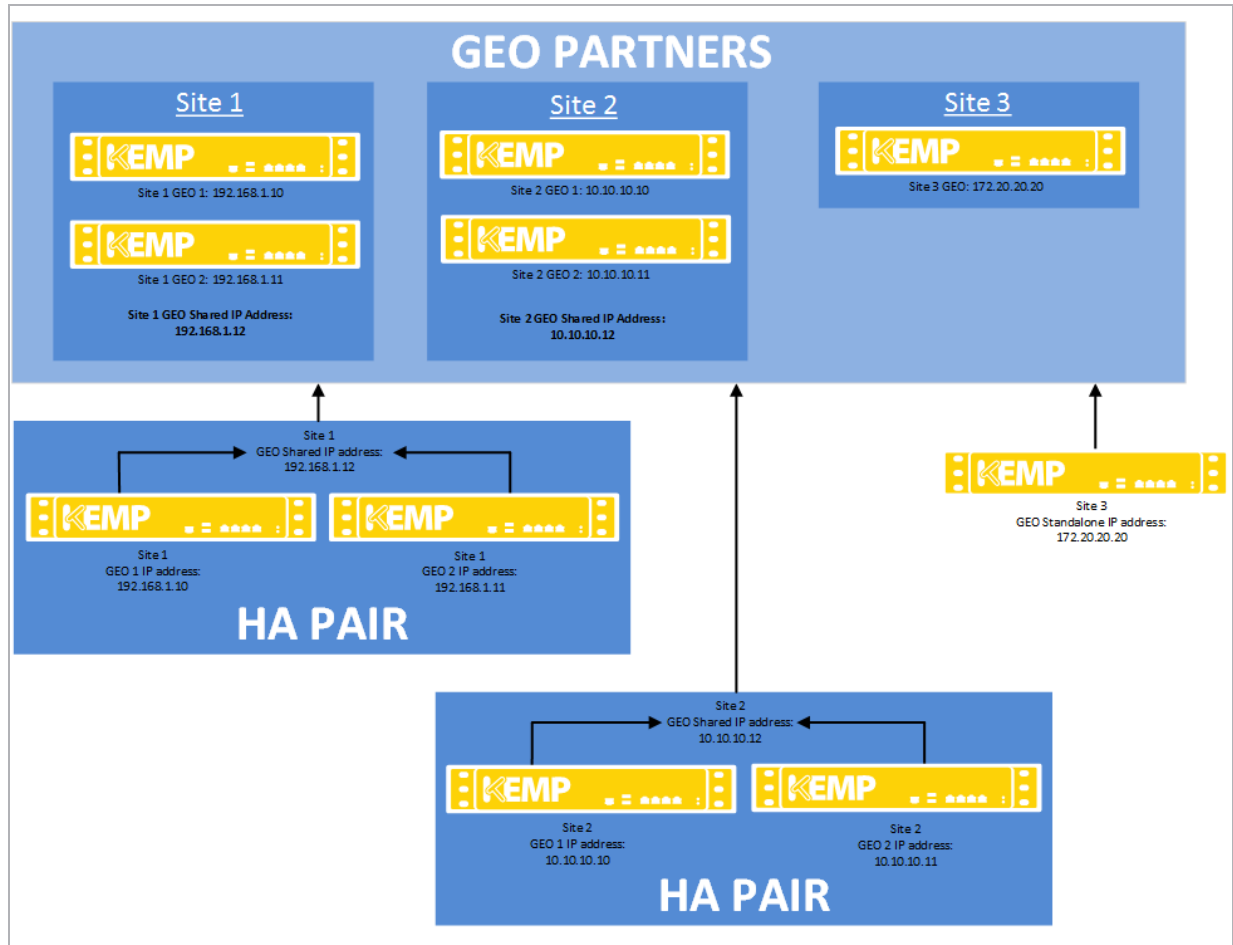 GEO PARTNERS
Site 1
KEMP
Site 1 GEO 1: 192.168.1.10
KEMP
Site 1 GEO 2: 192.168.1.11
Site 1 GEO Shared IP Address:
192.168.1.12
Site 2
KEMP
Site 2 GEO 1: 10.10.10.10
KEMP
Site 2 GEO 2: 10.10.10.11
Site 2 GEO Shared IP Address:
10.10.10.12
Site 3
KEMP
Site 3 GEO: 172.20.20.20
Site 1
GEO Shared IP address:
192.168.1.12
KEMP
Site 1
GEO 1 IP address:
192.168.1.10
KEMP
Site 1
GEO 2 IP address:
192.168.1.11
HA PAIR
KEMP
Site 3
GEO Standalone IP address:
172.20.20.20
Site 2
GEO Shared IP address:
10.10.10.12
KEMP
Site 2
GEO 1 IP address:
10.10.10.10
KEMP
Site 2
GEO 2 IP address:
10.10.10.11
HA PAIR